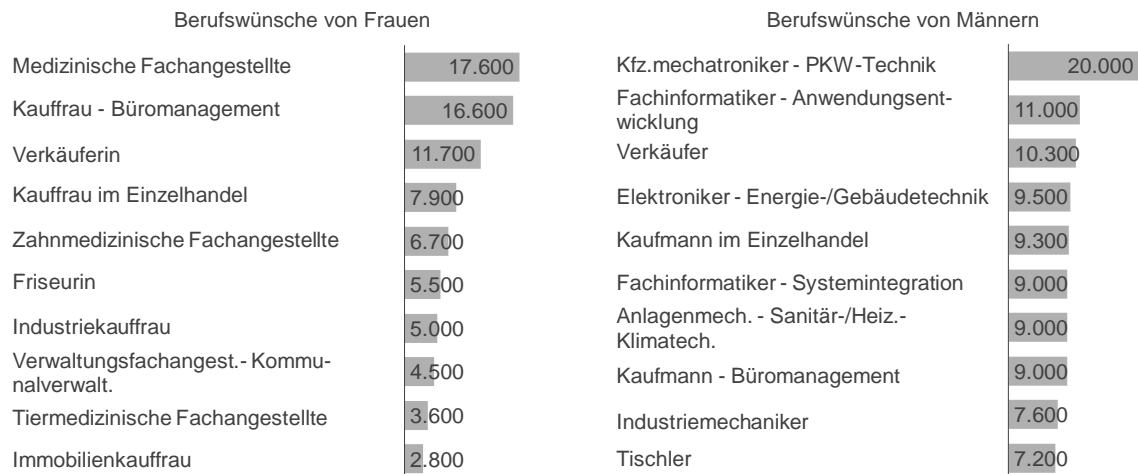 Berufswünsche von Frauen
Medizinische Fachangestellte 17.600
Kauffrau - Büromanagement 16.600
Verkäuferin 11.700
Kauffrau im Einzelhandel 7.900
Zahnmedizinische Fachangestellte 6.700
Friseurin 5.500
Industriekauffrau 5.000
Verwaltungsfachangest.- Kommu-
nalverwalt. 4.500
Tiermedizinische Fachangestellte 3.600
Immobilienkauffrau 2.800
Berufswünsche von Männern
Kfz.mechatroniker - PKW-Technik 20.000
Fachinformatiker - Anwendungsent-
wicklung 11.000
Verkäufer 10.300
Elektroniker - Energie-/Gebäudetechnik 9.500
Kaufmann im Einzelhandel 9.300
Fachinformatiker - Systemintegration 9.000
Anlagenmech. - Sanitär-/Heiz.-
Klimatech. 9.000
Kaufmann - Büromanagement 9.000
Industriemechaniker 7.600
Tischler 7.200